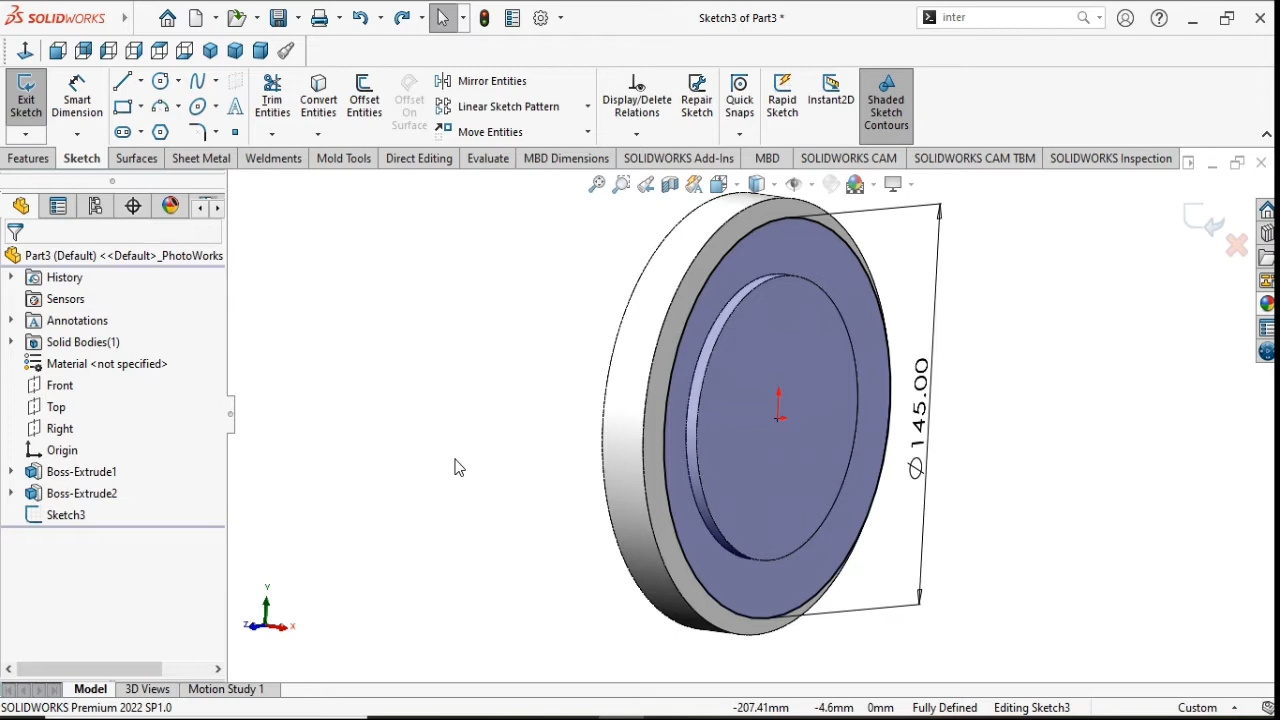 SOLIDWORKS
Sketch3 of Part3 *
inter
Exit Sketch
Smart Dimension
Trim Entities
Convert Entities
Offset Entities
Offset On Surface
Mirror Entities
Linear Sketch Pattern
Move Entities
Display/Delete Relations
Repair Sketch
Quick Snaps
Rapid Sketch
Instant2D
Shaded Sketch Contours
Features
Sketch
Surfaces
Sheet Metal
Weldments
Mold Tools
Direct Editing
Evaluate
MBD Dimensions
SOLIDWORKS Add-Ins
MBD
SOLIDWORKS CAM
SOLIDWORKS CAM TBM
SOLIDWORKS Inspection
Part3 (Default) <<Default>_PhotoWorks
History
Sensors
Annotations
Solid Bodies(1)
Material <not specified>
Front
Top
Right
Origin
Boss-Extrude1
Boss-Extrude2
Sketch3
∅145.00
Y
Z
X
Model
3D Views
Motion Study 1
SOLIDWORKS Premium 2022 SP1.0
-207.41mm
-4.6mm
0mm
Fully Defined
Editing Sketch3
Custom